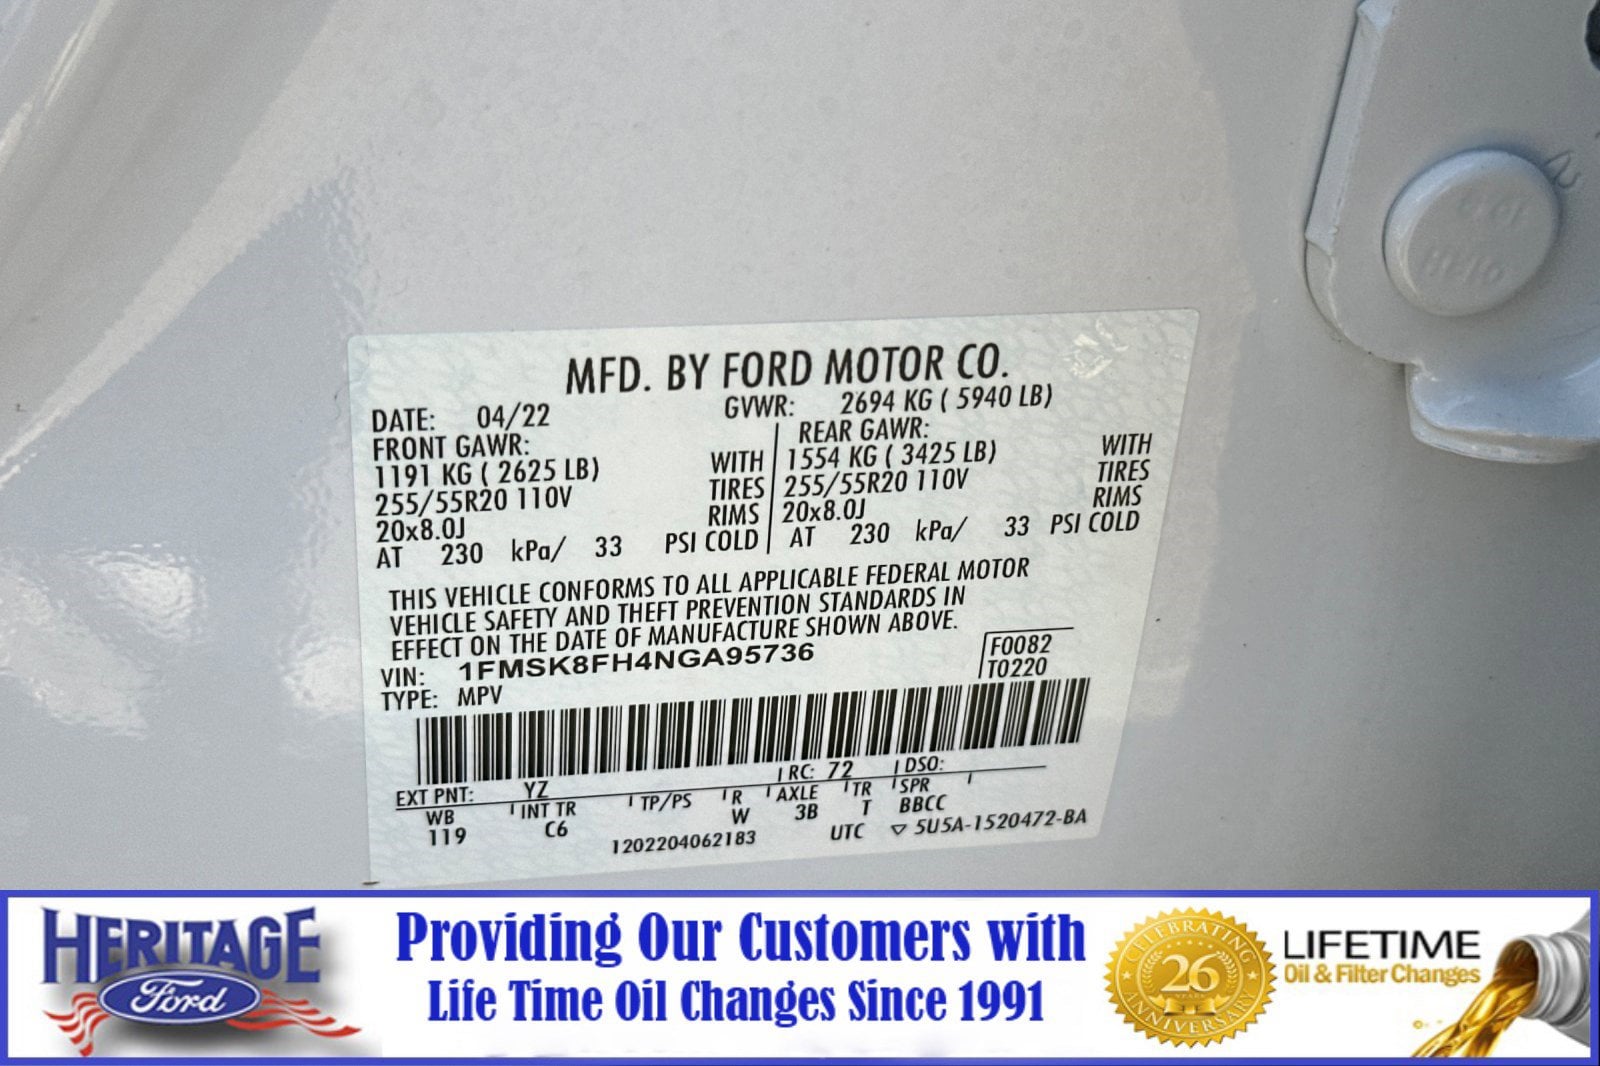 MFD. BY FORD MOTOR CO.
DATE: 04/22 GVWR: 2694 KG ( 5940 LB)
FRONT GAWR: REAR GAWR:
1191 KG ( 2625 LB) WITH 1554 KG ( 3425 LB) WITH
255/55R20 110V TIRES 255/55R20 110V TIRES
20x8.0J RIMS 20x8.0J RIMS
AT 230 kPa/ 33 PSI COLD AT 230 kPa/ 33 PSI COLD
THIS VEHICLE CONFORMS TO ALL APPLICABLE FEDERAL MOTOR
VEHICLE SAFETY AND THEFT PREVENTION STANDARDS IN
EFFECT ON THE DATE OF MANUFACTURE SHOWN ABOVE.
VIN: 1FMSK8FH4NGA95736 F0082
TYPE: MPV T0220
EXT PNT: YZ RC: 72 DSO:
WB INT TR TP/PS R AXLE TR SPR
119 C6 W 3B T BBCC
1202204062183 UTC ▽ 5U5A-1520472-BA
HERITAGE
Ford
Providing Our Customers with
Life Time Oil Changes Since 1991
CELEBRATING
26
YEARS
ANNIVERSARY
LIFETIME
Oil & Filter Changes